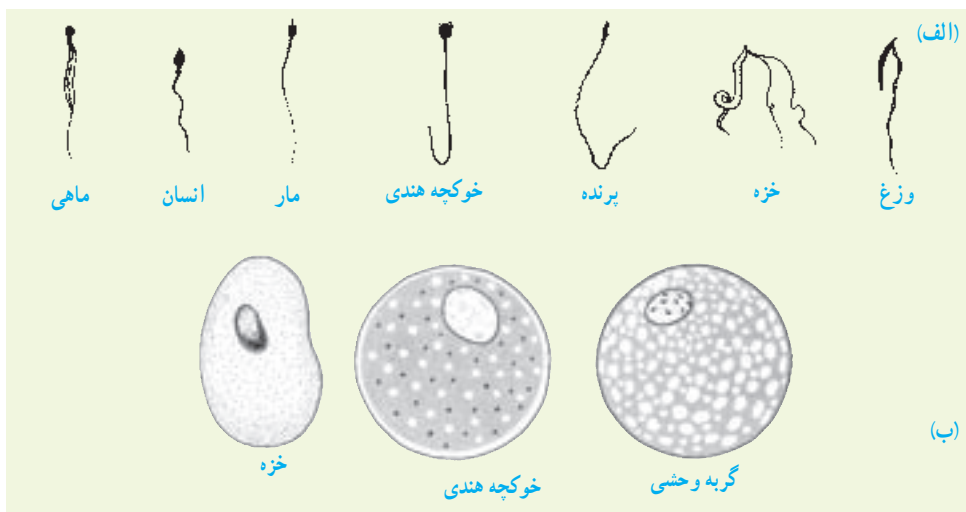 (الف)
وزغ
خزه
پرنده
خوکچه هندی
مار
انسان
ماهی
(ب)
گربه وحشی
خوکچه هندی
خزه